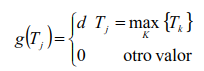 g(T_j) = { d  T_j = max_K {T_k}
0  otro valor